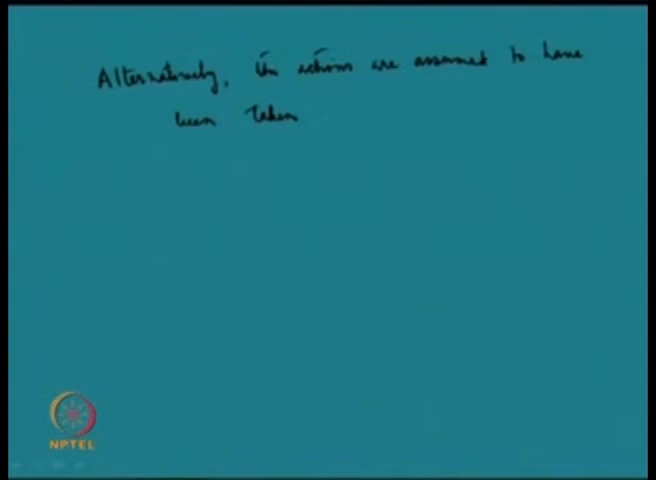 Alternatively, the actions are assumed to have
been taken
NPTEL